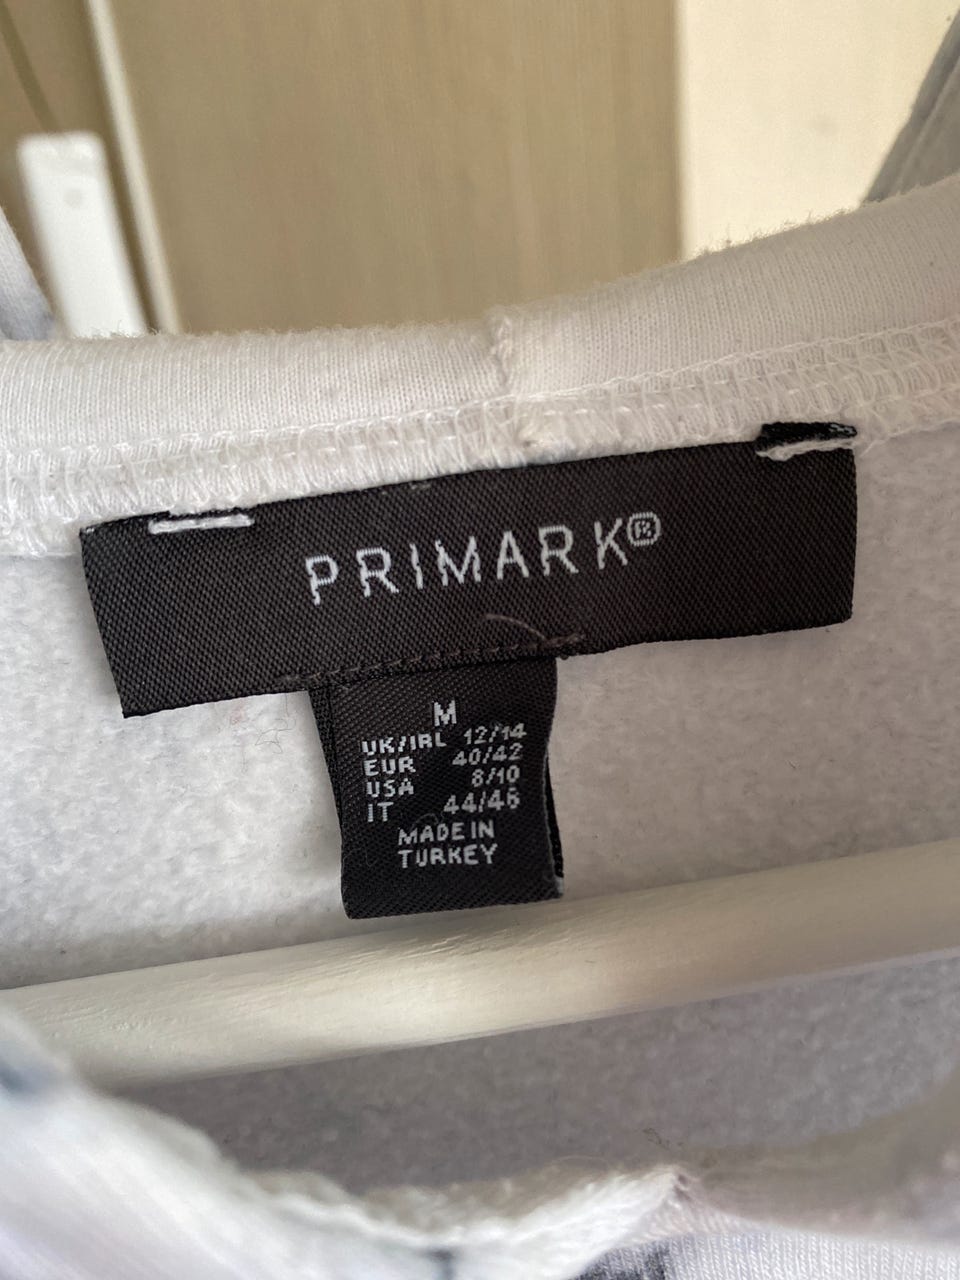 PRIMARK®
M
UK/IRL 12/14
EUR 40/42
USA 8/10
IT 44/46
MADE IN
TURKEY